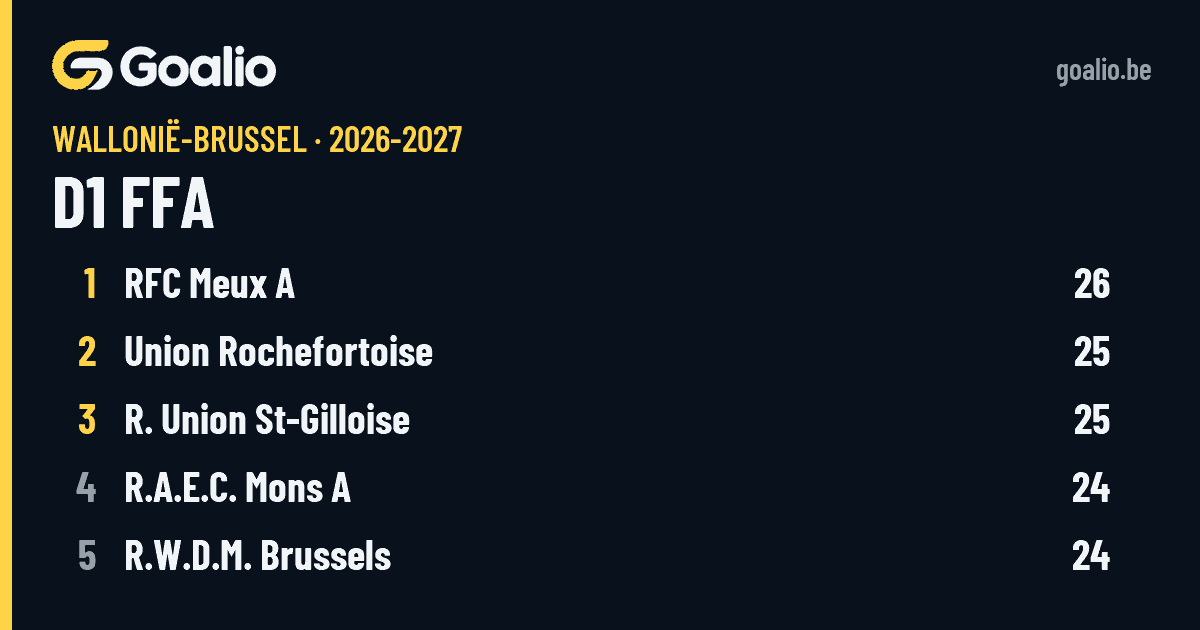 Goalio goalio.be
WALLONIË-BRUSSEL · 2026-2027
D1 FFA
1 RFC Meux A 26
2 Union Rochefortoise 25
3 R. Union St-Gilloise 25
4 R.A.E.C. Mons A 24
5 R.W.D.M. Brussels 24